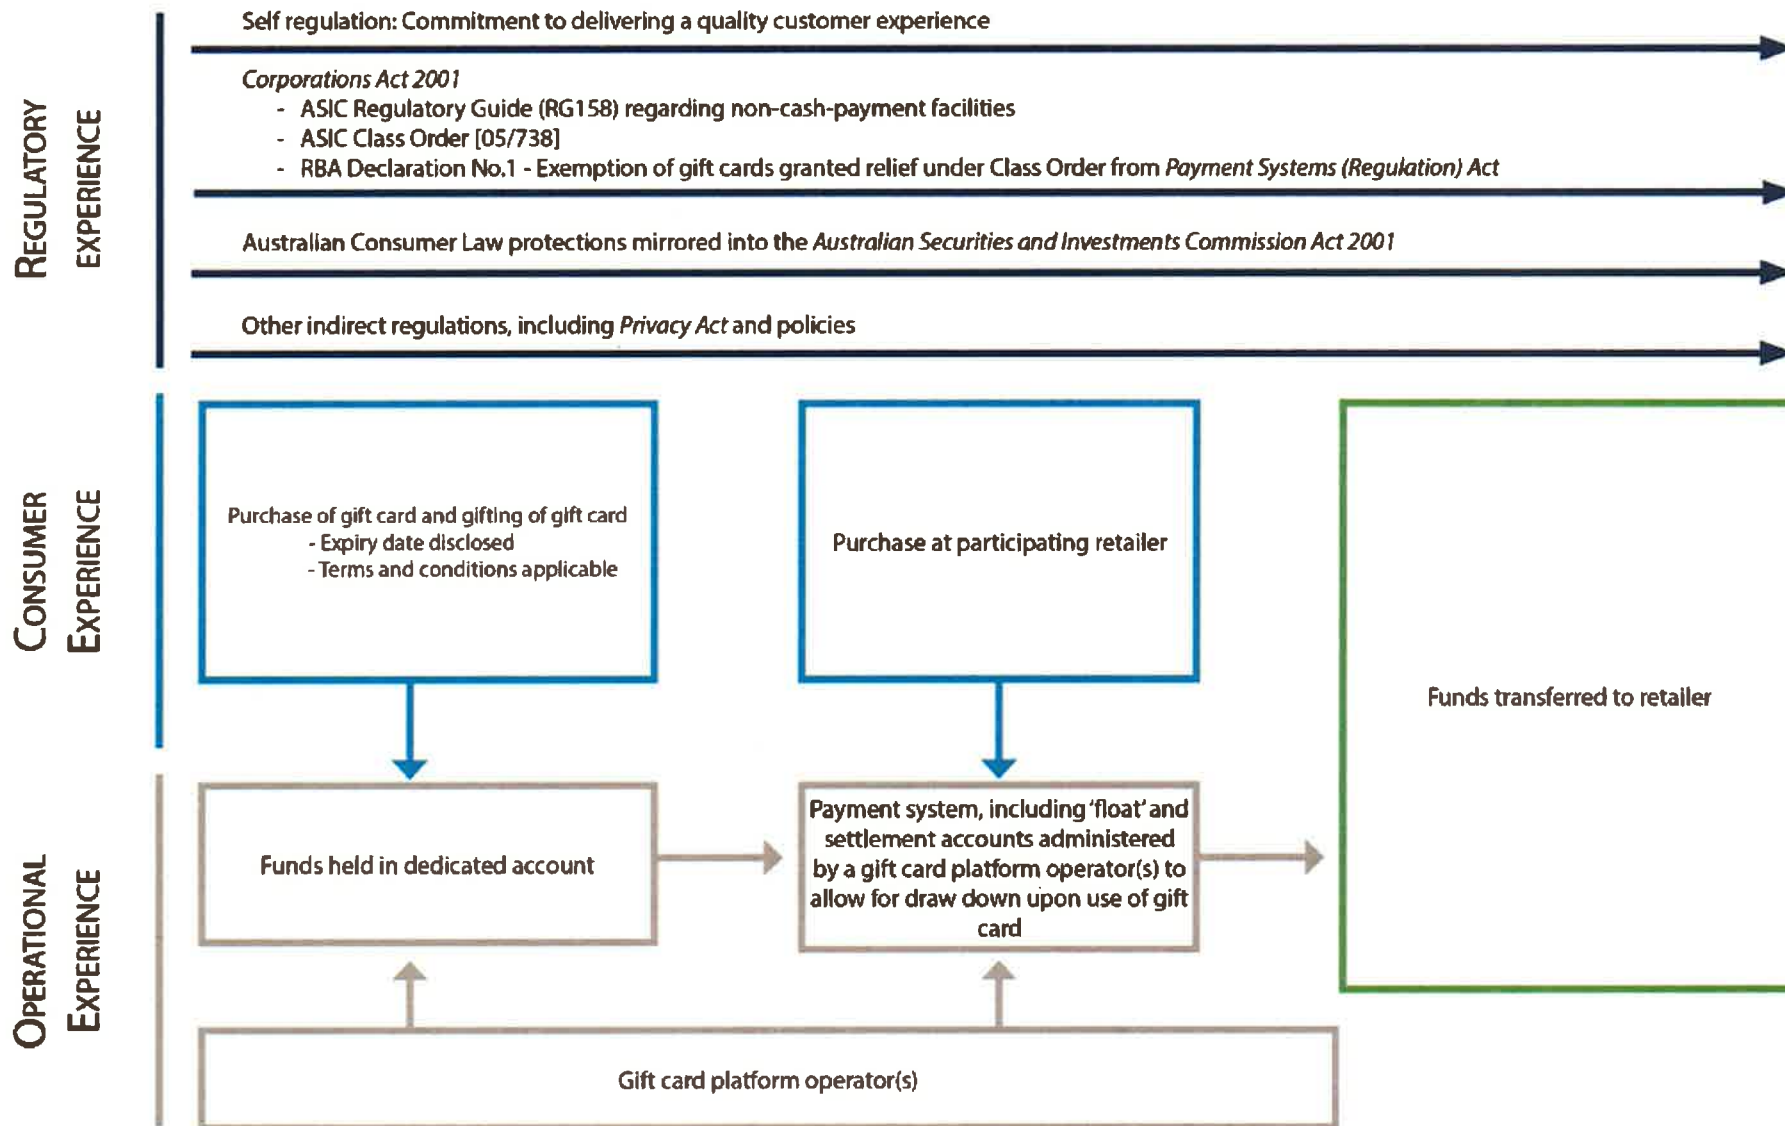 REGULATORY
EXPERIENCE
Self regulation: Commitment to delivering a quality customer experience
Corporations Act 2001
- ASIC Regulatory Guide (RG158) regarding non-cash-payment facilities
- ASIC Class Order [05/738]
- RBA Declaration No.1 - Exemption of gift cards granted relief under Class Order from Payment Systems (Regulation) Act
Australian Consumer Law protections mirrored into the Australian Securities and Investments Commission Act 2001
Other indirect regulations, including Privacy Act and policies
CONSUMER
EXPERIENCE
Purchase of gift card and gifting of gift card
- Expiry date disclosed
- Terms and conditions applicable
Purchase at participating retailer
Funds transferred to retailer
OPERATIONAL
EXPERIENCE
Funds held in dedicated account
Payment system, including 'float' and
settlement accounts administered
by a gift card platform operator(s) to
allow for draw down upon use of gift
card
Gift card platform operator(s)